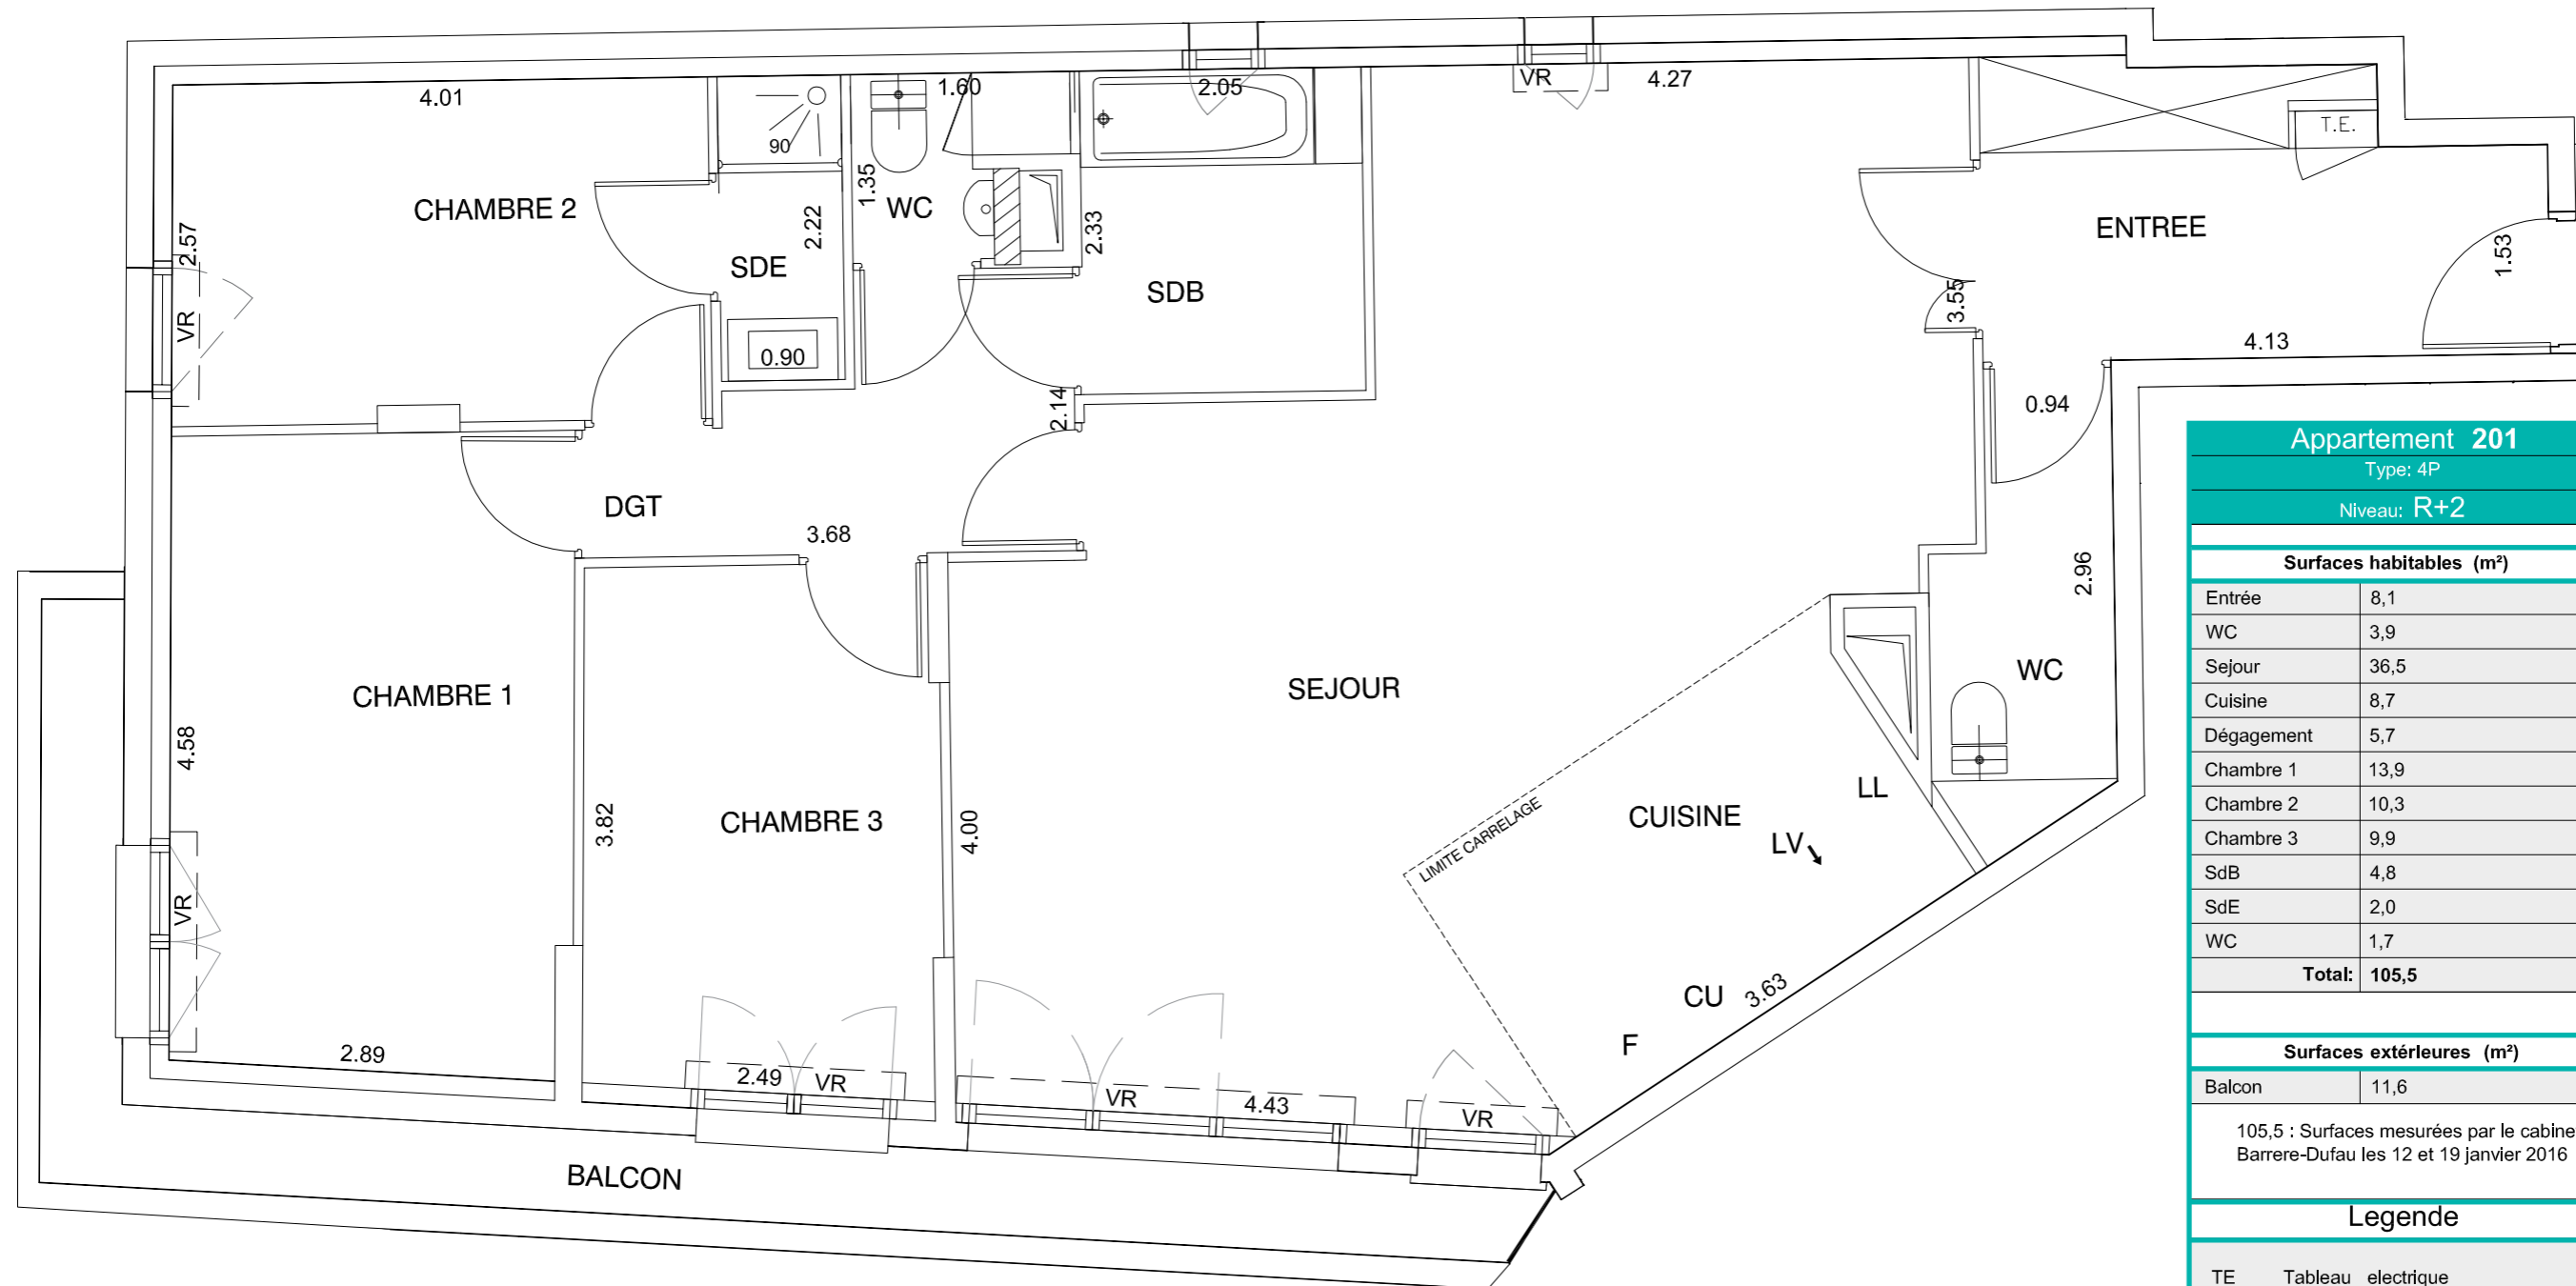 4.01
1.60
2.05
VR
4.27
T.E.
90
1.35
WC
CHAMBRE 2
2.22
2.33
ENTREE
2.57
SDE
SDB
1.53
VR
3.55
0.90
4.13
2.14
0.94
DGT
3.68
2.96
CHAMBRE 1
SEJOUR
WC
4.58
3.82
CHAMBRE 3
4.00
LIMITE CARRELAGE
CUISINE
LL
LV
VR
CU
3.63
F
2.89
2.49
VR
VR
4.43
VR
BALCON
Appartement 201
Type: 4P
Niveau: R+2
Surfaces habitables (m²)
Entrée 8,1
WC 3,9
Sejour 36,5
Cuisine 8,7
Dégagement 5,7
Chambre 1 13,9
Chambre 2 10,3
Chambre 3 9,9
SdB 4,8
SdE 2,0
WC 1,7
Total: 105,5
Surfaces extérleures (m²)
Balcon 11,6
105,5 : Surfaces mesurées par le cabine
Barrere-Dufau les 12 et 19 janvier 2016
Legende
TE Tableau electrique